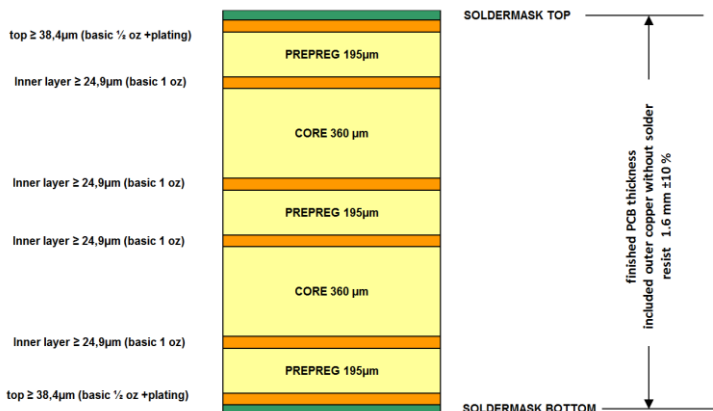 SOLDERMASK TOP
top ≥ 38,4µm (basic ½ oz +plating)
PREPREG 195µm
Inner layer ≥ 24,9µm (basic 1 oz)
CORE 360 µm
Inner layer ≥ 24,9µm (basic 1 oz)
PREPREG 195µm
Inner layer ≥ 24,9µm (basic 1 oz)
CORE 360 µm
Inner layer ≥ 24,9µm (basic 1 oz)
PREPREG 195µm
top ≥ 38,4µm (basic ½ oz +plating)
SOLDERMASK BOTTOM
finished PCB thickness
included outer copper without solder
resist 1.6 mm ±10 %